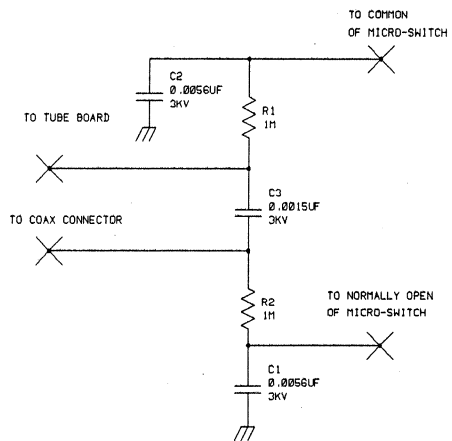 TO COMMON
OF MICRO-SWITCH
C2
0.0056UF
3KV
R1
1M
TO TUBE BOARD
C3
0.0015UF
3KV
TO COAX CONNECTOR
R2
1M
TO NORMALLY OPEN
OF MICRO-SWITCH
C1
0.0056UF
3KV